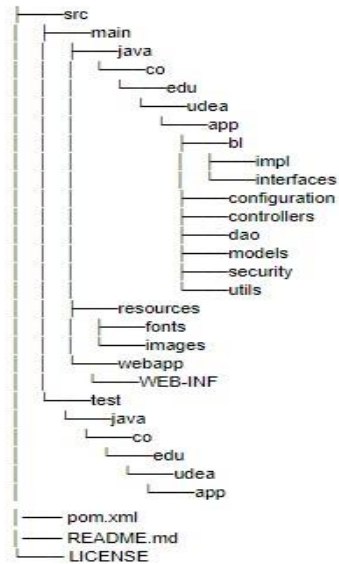 src
main
java
co
edu
udea
app
bl
impl
interfaces
configuration
controllers
dao
models
security
utils
resources
fonts
images
webapp
WEB-INF
test
java
co
edu
udea
app
pom.xml
README.md
LICENSE